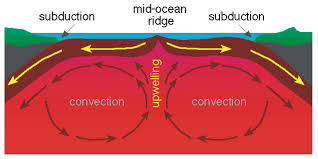 subduction
mid-ocean
ridge
subduction
upwelling
convection
convection